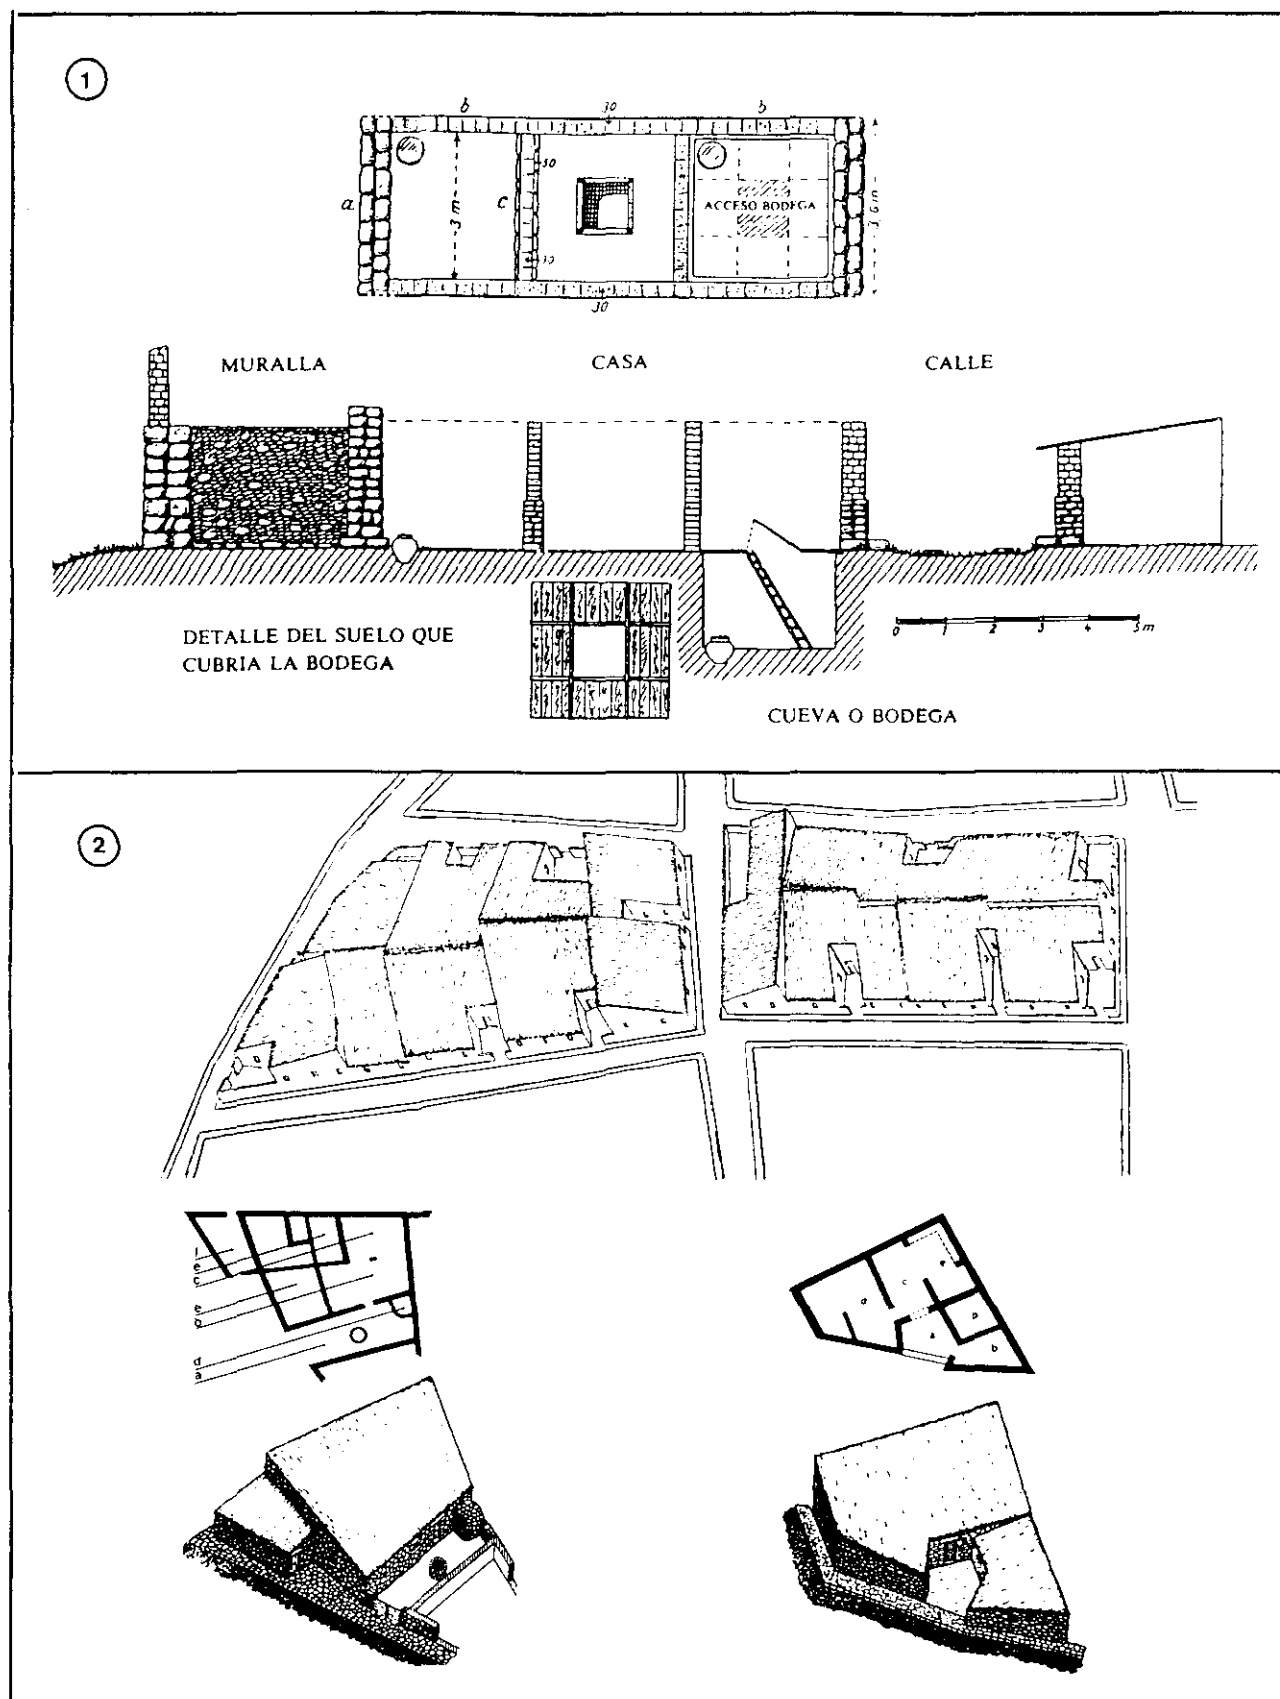 1
b 30 b
a 3 m c 30 30 ACCESO BODEGA 3,6 m
30
MURALLA CASA CALLE
0 1 2 3 4 5 m
DETALLE DEL SUELO QUE
CUBRIA LA BODEGA
CUEVA O BODEGA
2
f
e
c
e
b
d
a